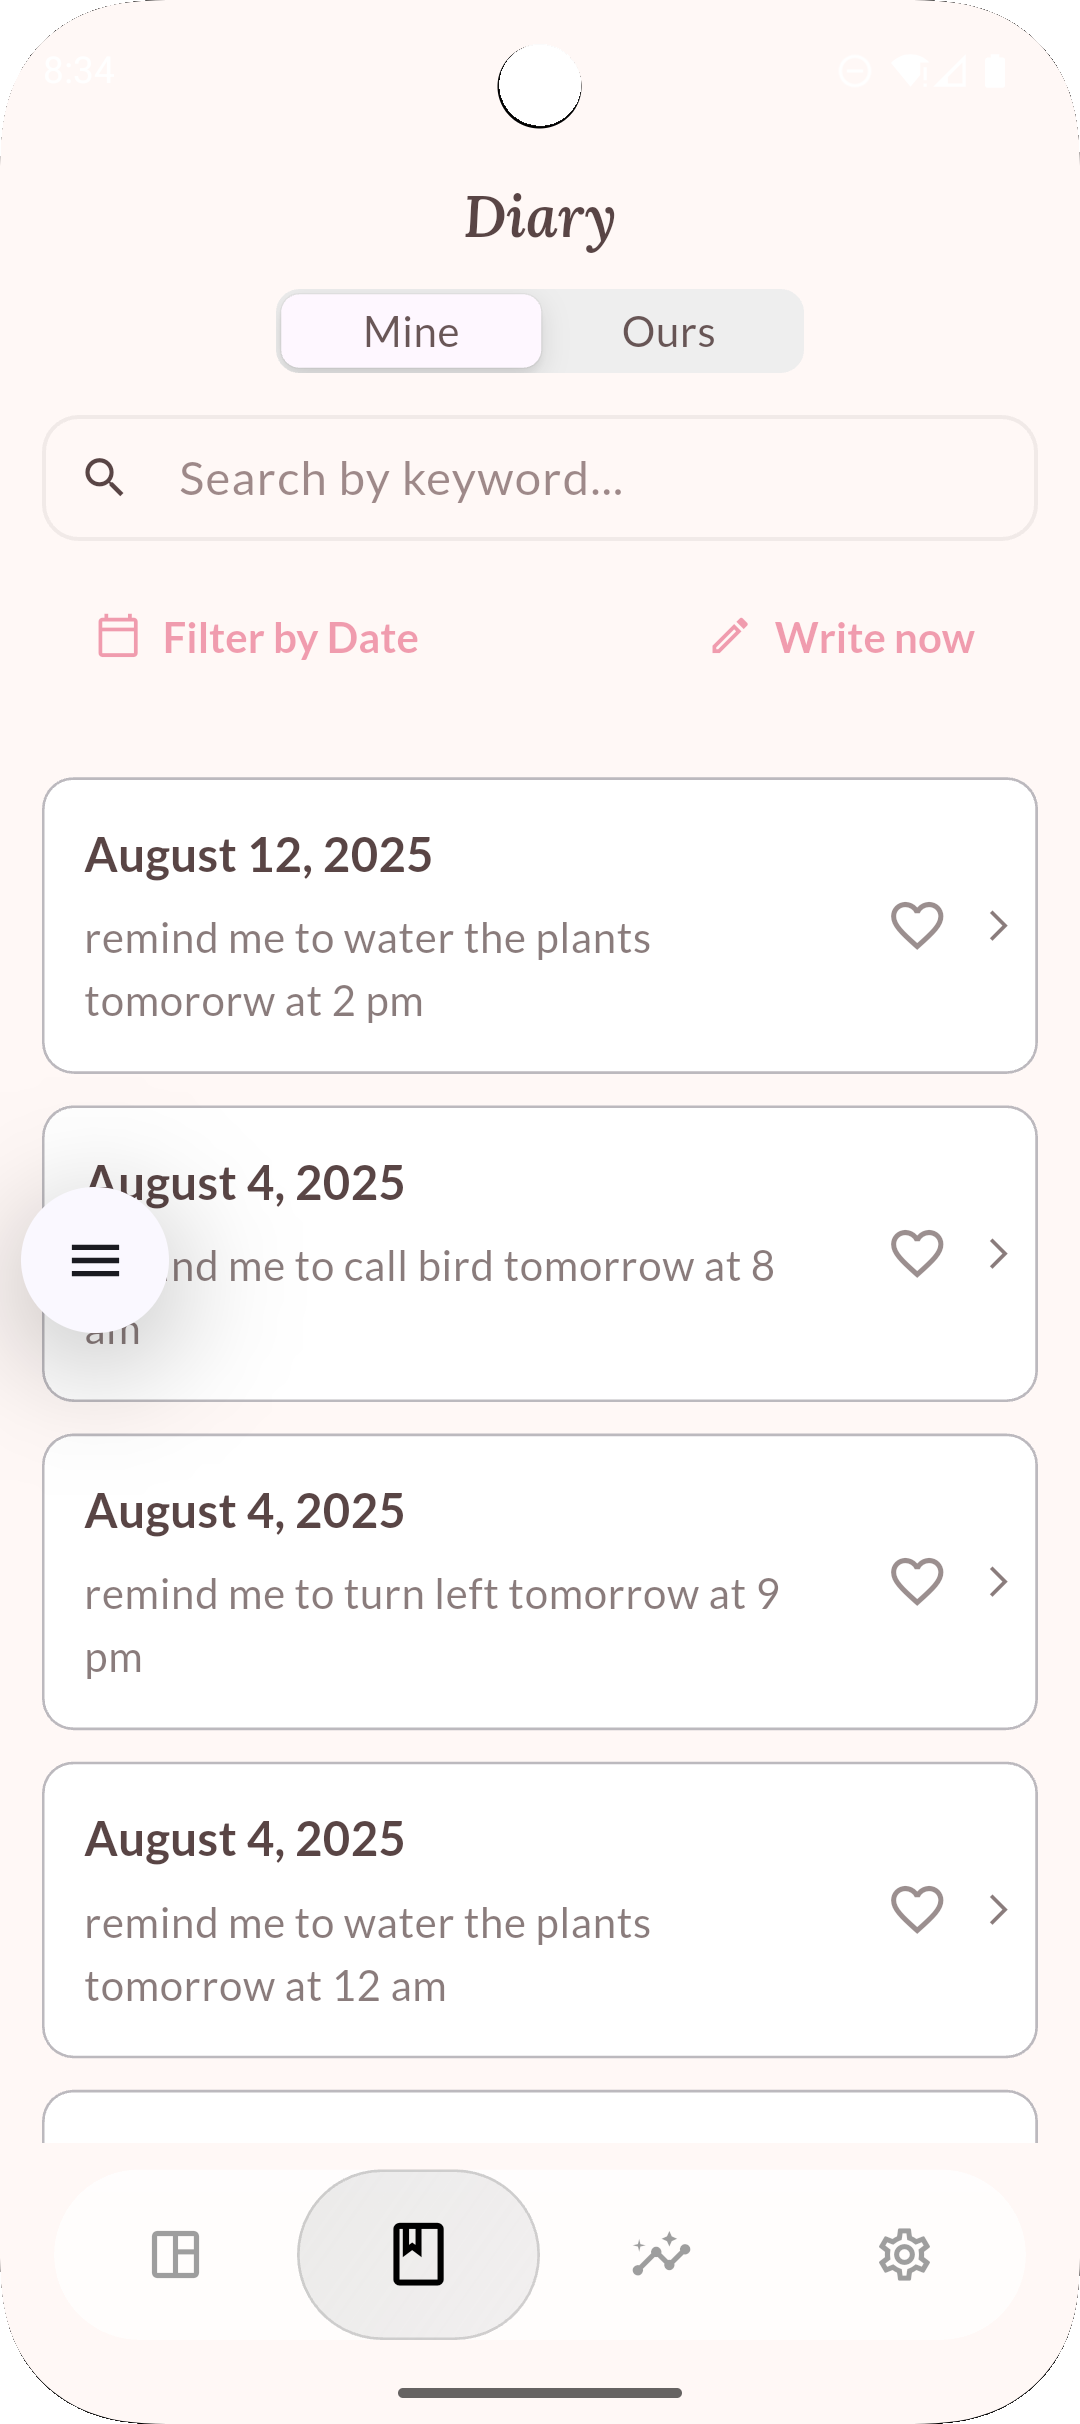 8:34
Diary
Mine
Ours
Search by keyword...
Filter by Date
Write now
August 12, 2025
remind me to water the plants
tomororw at 2 pm
August 4, 2025
me to call bird tomorrow at 8
am
August 4, 2025
remind me to turn left tomorrow at 9
pm
August 4, 2025
remind me to water the plants
tomorrow at 12 am